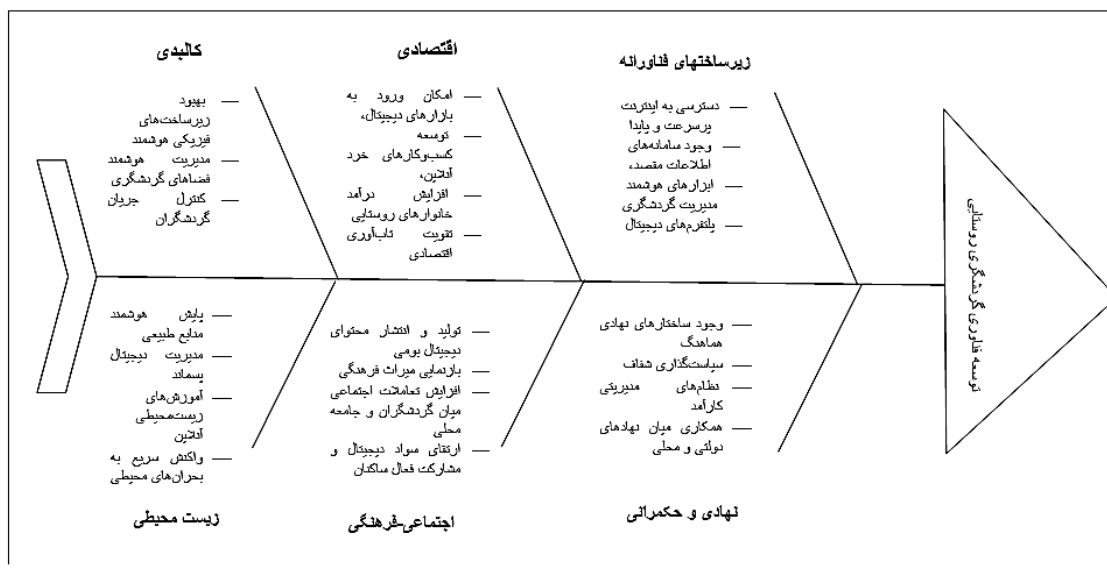 زیرساختهای فناورانه
— دسترسی به اینترنت
پرسرعت و پایدا
— وجود سامانه‌های
اطلاعات مقصد،
— ابزارهای هوشمند
مدیریت گردشگری
— پلتفرم‌های دیجیتال
اقتصادی
— امکان ورود به
بازارهای دیجیتال،
— توسعه
کسب‌وکارهای خرد
آنلاین،
— افزایش درآمد
خانوارهای روستایی
— تقویت تاب‌آوری
اقتصادی
کالبدی
— بهبود
زیرساخت‌های
فیزیکی هوشمند
— مدیریت هوشمند
فضاهای گردشگری
— کنترل جریان
گردشگران
توسعه فناوری گردشگری روستایی
— وجود ساختارهای نهادی
هماهنگ
— سیاست‌گذاری شفاف
— نظام‌های مدیریتی
کارآمد
— همکاری میان نهادهای
دولتی و محلی
نهادی و حکمرانی
— تولید و انتشار محتوای
دیجیتال بومی
— بازنمایی میراث فرهنگی
— افزایش تعاملات اجتماعی
میان گردشگران و جامعه
محلی
— ارتقای سواد دیجیتال و
مشارکت فعال ساکنان
اجتماعی-فرهنگی
— پایش هوشمند
منابع طبیعی
— مدیریت دیجیتال
پسماند
— آموزش‌های
زیست‌محیطی
آنلاین
— واکنش سریع به
بحران‌های محیطی
زیست محیطی